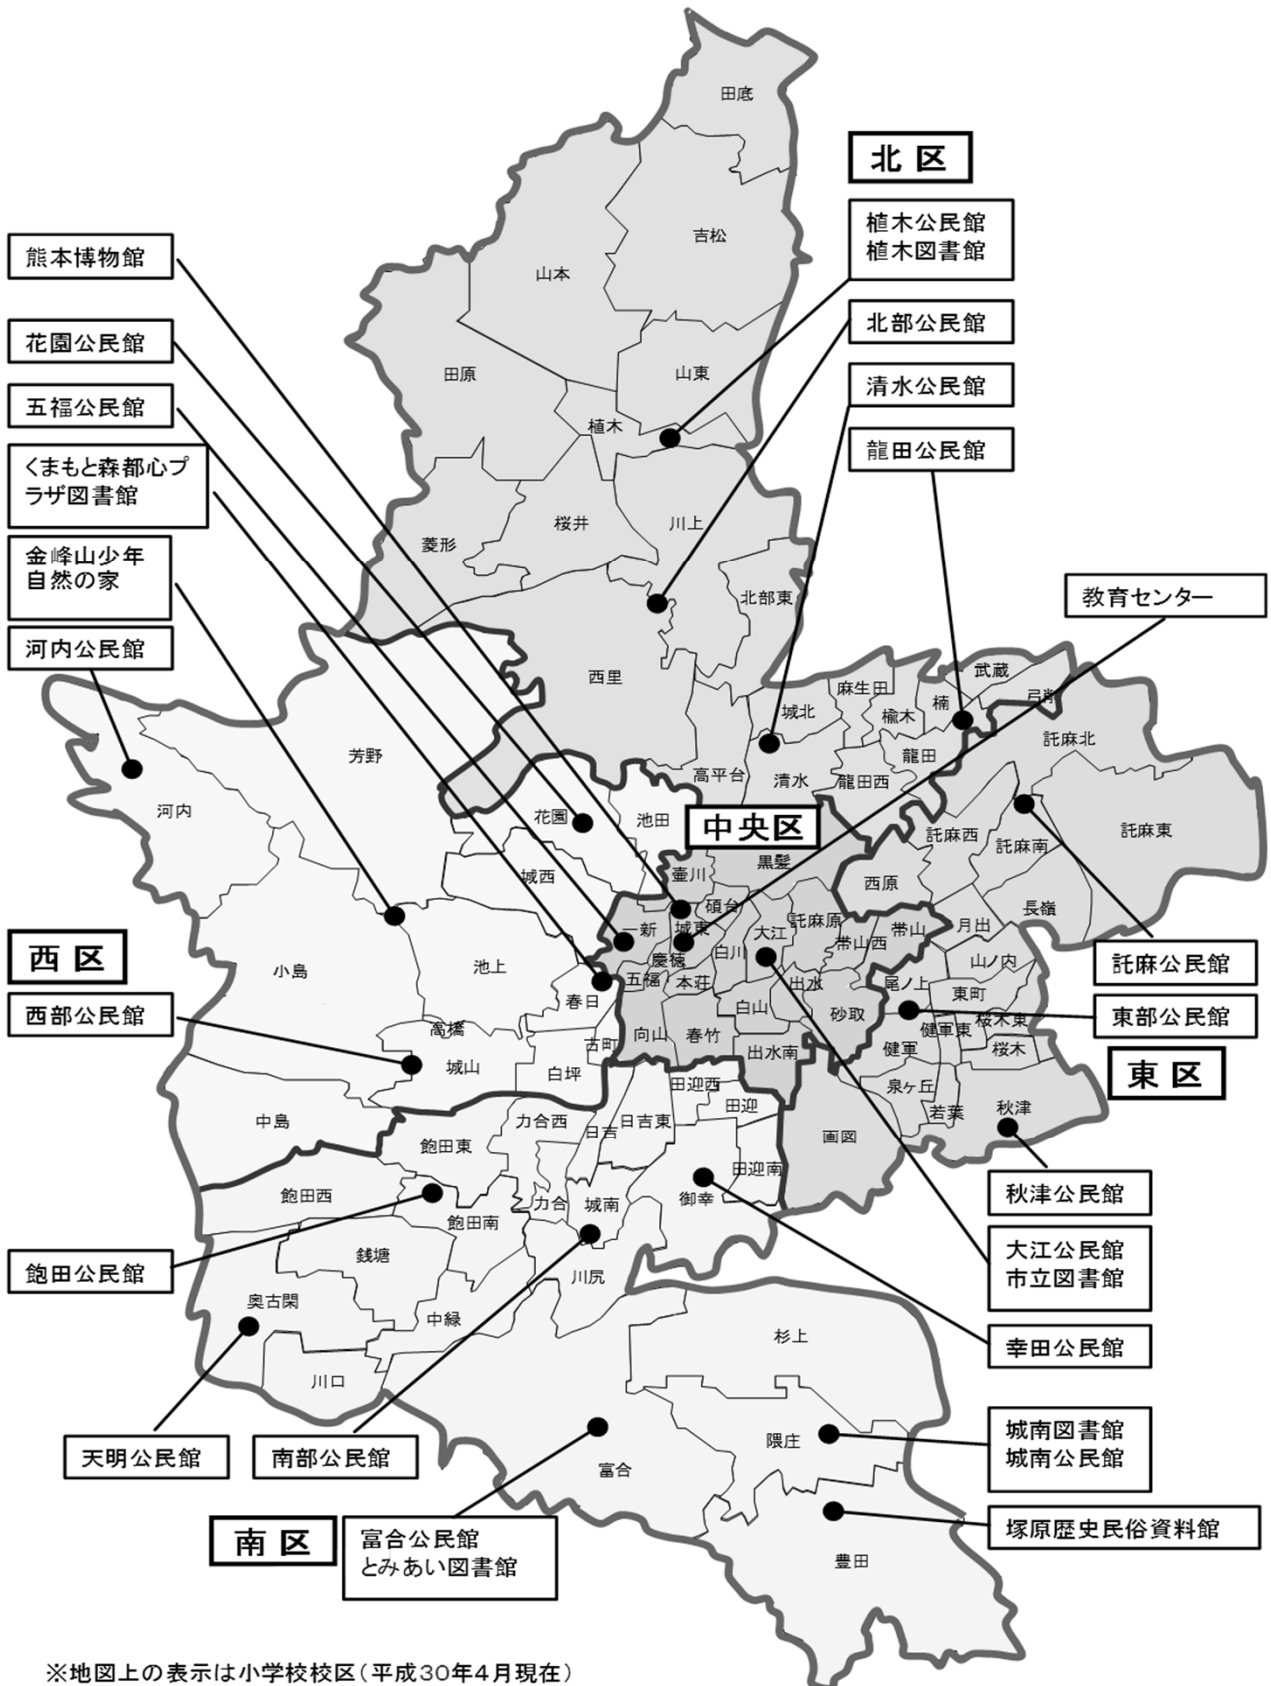 田底
北区
植木公民館
植木図書館
吉松
熊本博物館
山本
北部公民館
花園公民館
田原
山東
清水公民館
五福公民館
植木
龍田公民館
くまもと森都心プ
ラザ図書館
桜井
川上
菱形
金峰山少年
自然の家
北部東
教育センター
河内公民館
西里
武蔵
麻生田
楠
弓削
城北
楡木
託麻北
芳野
龍田
高平台
清水
龍田西
河内
花園
池田
中央区
託麻西
託麻南
託麻東
黒髪
城西
壷川
西原
碩台
長嶺
一新
城東
大江
託麻原
帯山西
帯山
月出
西区
小島
池上
慶徳
白川
山ノ内
託麻公民館
五福
本荘
出水
尾ノ上
東町
春日
西部公民館
白山
砂取
東部公民館
高橋
古町
向山
春竹
健軍東
桜木東
出水南
健軍
桜木
城山
白坪
東区
田迎西
泉ヶ丘
田迎
若葉
秋津
中島
力合西
日吉
日吉東
画図
飽田東
田迎南
飽田西
御幸
秋津公民館
力合
城南
飽田南
大江公民館
市立図書館
銭塘
飽田公民館
川尻
奥古閑
中緑
杉上
幸田公民館
川口
城南図書館
城南公民館
隈庄
天明公民館
南部公民館
富合
塚原歴史民俗資料館
南区
富合公民館
とみあい図書館
豊田
※地図上の表示は小学校校区（平成30年4月現在）